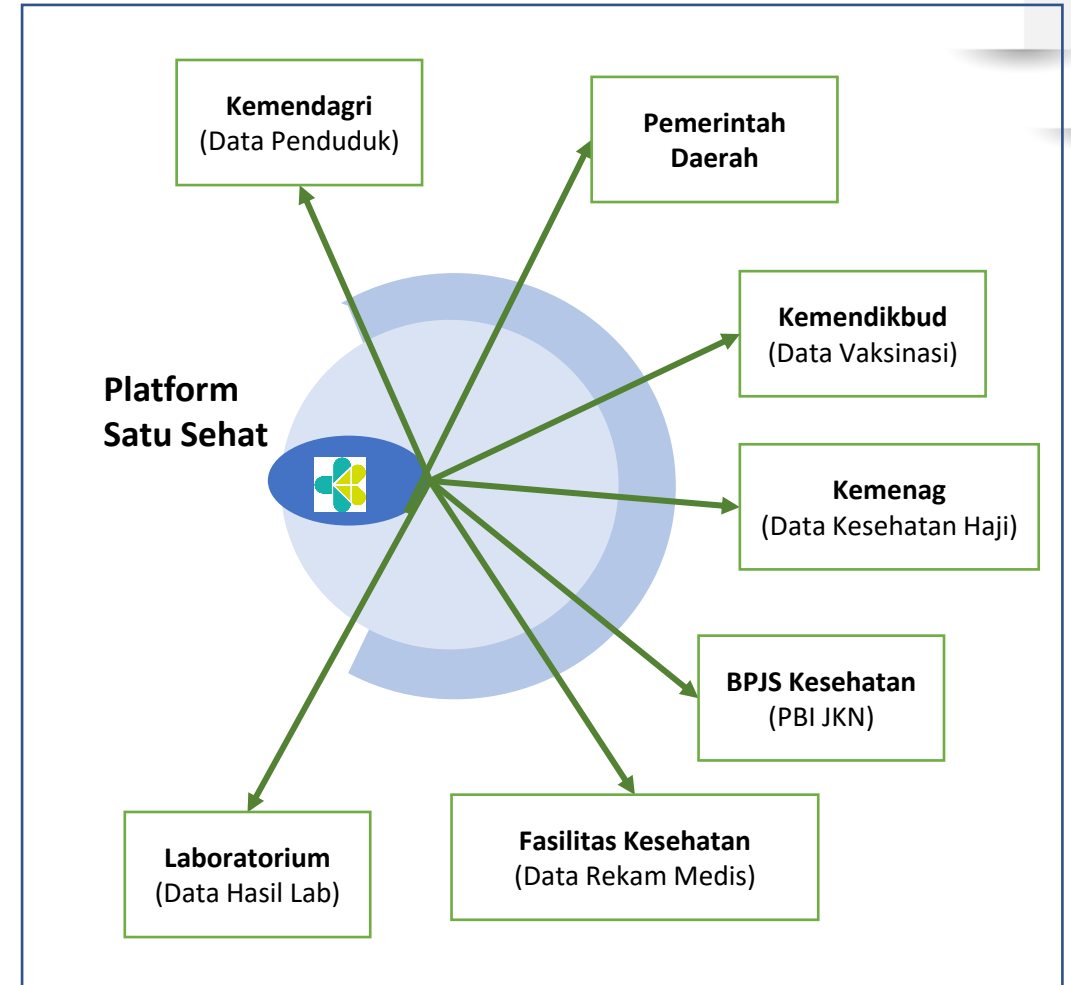 Kemendagri
(Data Penduduk)
Pemerintah
Daerah
Kemendikbud
(Data Vaksinasi)
Platform
Satu Sehat
Kemenag
(Data Kesehatan Haji)
BPJS Kesehatan
(PBI JKN)
Fasilitas Kesehatan
(Data Rekam Medis)
Laboratorium
(Data Hasil Lab)